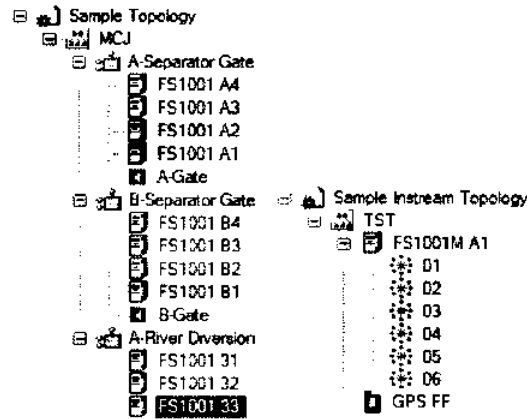 Sample Topology
MCJ
A-Separator Gate
FS1001 A4
FS1001 A3
FS1001 A2
FS1001 A1
A-Gate
B-Separator Gate
FS1001 B4
FS1001 B3
FS1001 B2
FS1001 B1
B-Gate
A-River Diversion
FS1001 31
FS1001 32
FS1001 33
Sample Instream Topology
TST
FS1001M A1
01
02
03
04
05
06
GPS FF